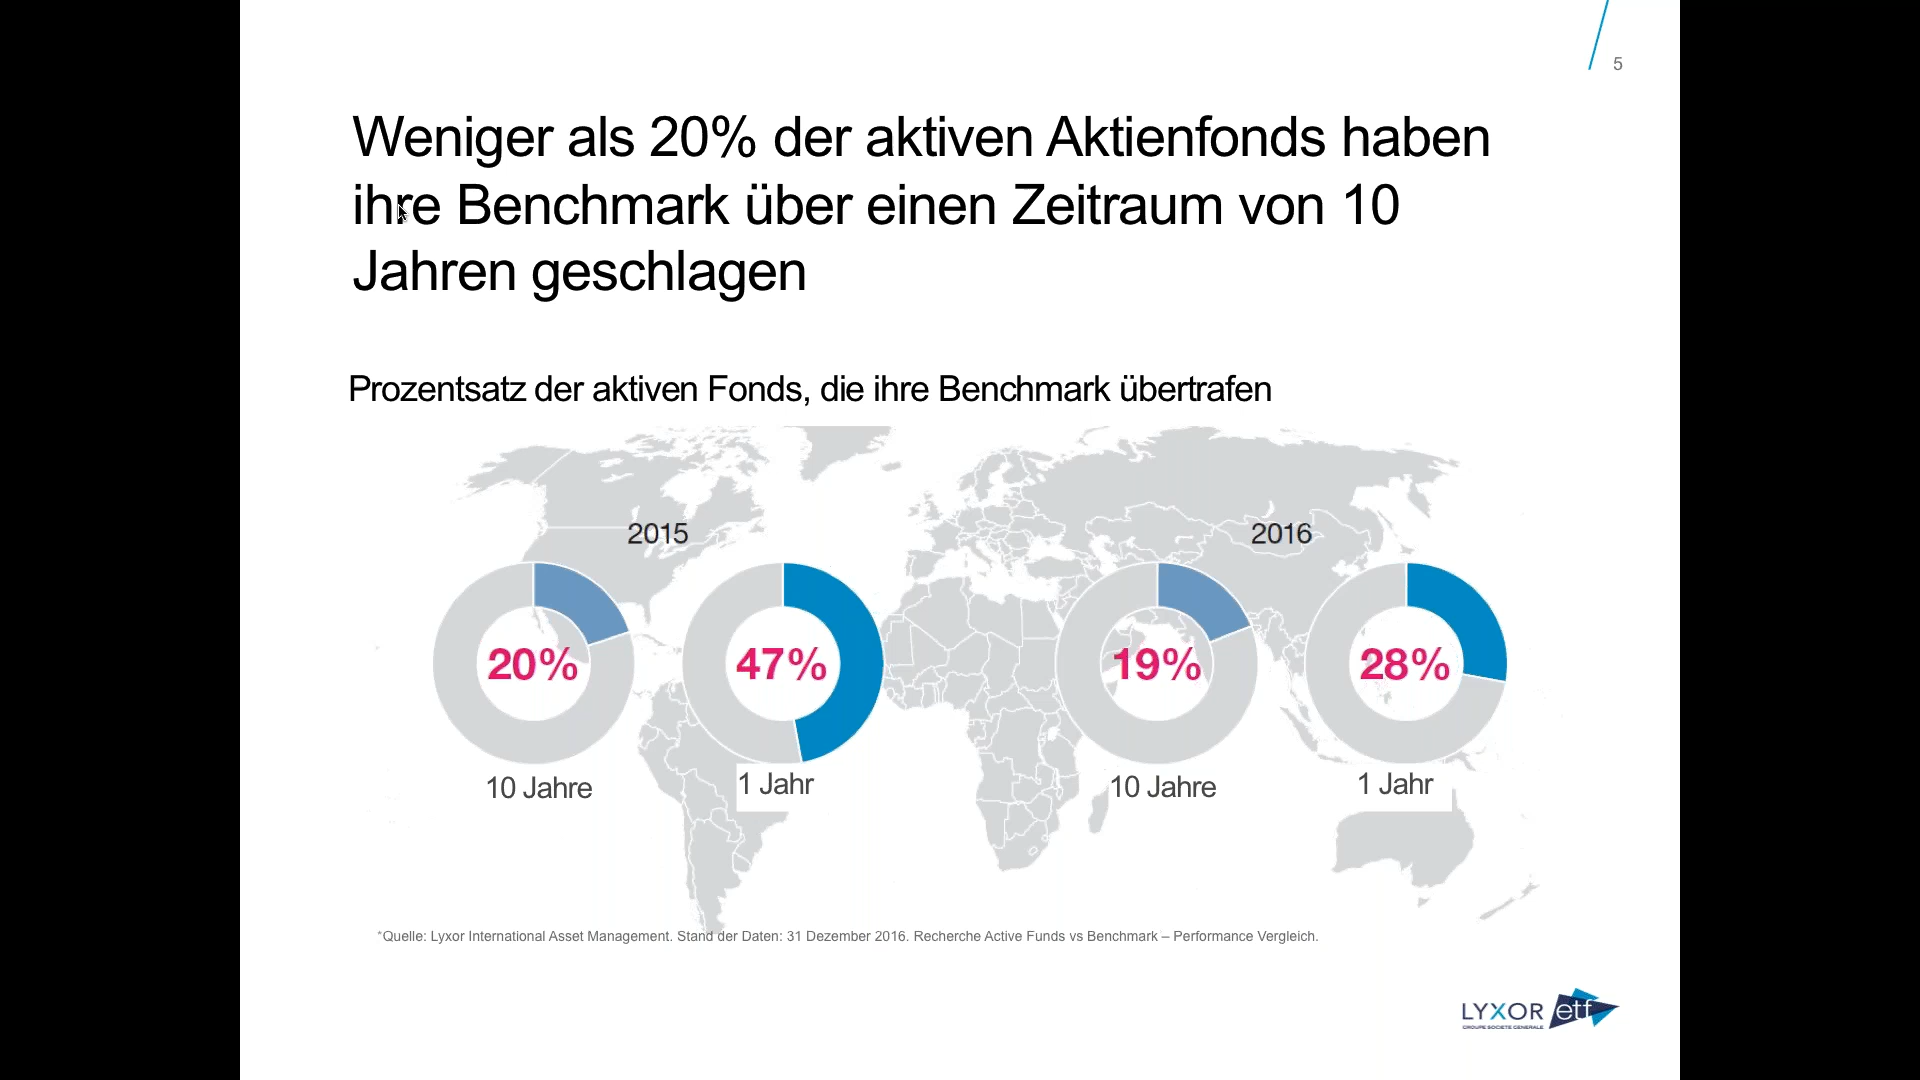 5
Weniger als 20% der aktiven Aktienfonds haben
ihre Benchmark über einen Zeitraum von 10
Jahren geschlagen
Prozentsatz der aktiven Fonds, die ihre Benchmark übertrafen
2015
2016
20%
47%
19%
28%
10 Jahre
1 Jahr
10 Jahre
1 Jahr
*Quelle: Lyxor International Asset Management. Stand der Daten: 31 Dezember 2016. Recherche Active Funds vs Benchmark – Performance Vergleich.
LYXOR etf
GROUPE SOCIETE GENERALE